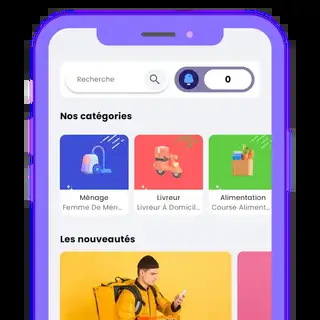 Recherche
0
Nos catégories
Ménage
Livreur
Alimentation
Femme De Mén...
Livreur À Domicil...
Course Aliment...
Les nouveautés